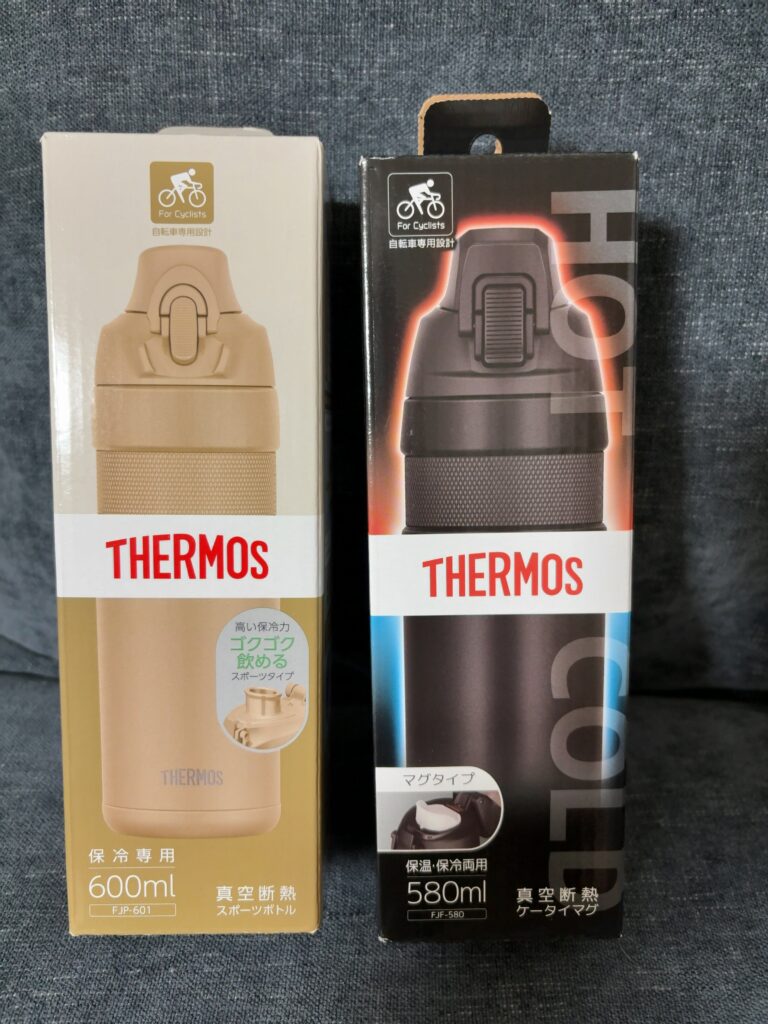 For Cyclists
自転車専用設計
THERMOS
高い保冷力
ゴクゴク
飲める
スポーツタイプ
THERMOS
保冷専用
600ml
FJP-601
真空断熱
スポーツボトル
For Cyclists
自転車専用設計
HOT
THERMOS
COLD
マグタイプ
保温・保冷両用
580ml
FJF-580
真空断熱
ケータイマグ